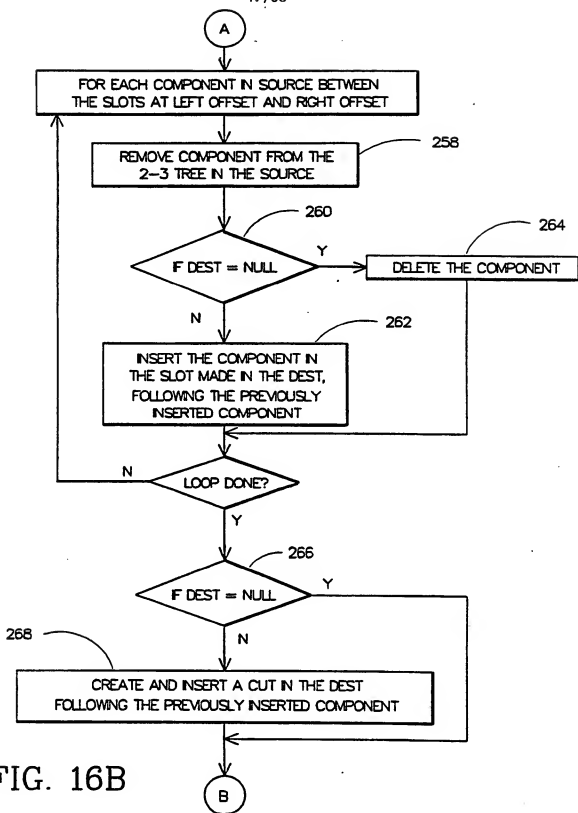 A
FOR EACH COMPONENT IN SOURCE BETWEEN
THE SLOTS AT LEFT OFFSET AND RIGHT OFFSET
258
REMOVE COMPONENT FROM THE
2-3 TREE IN THE SOURCE
260
264
IF DEST = NULL
Y
DELETE THE COMPONENT
N
262
INSERT THE COMPONENT IN
THE SLOT MADE IN THE DEST,
FOLLOWING THE PREVIOUSLY
INSERTED COMPONENT
N
LOOP DONE?
Y
266
IF DEST = NULL
Y
N
268
CREATE AND INSERT A CUT IN THE DEST
FOLLOWING THE PREVIOUSLY INSERTED COMPONENT
FIG. 16B
B